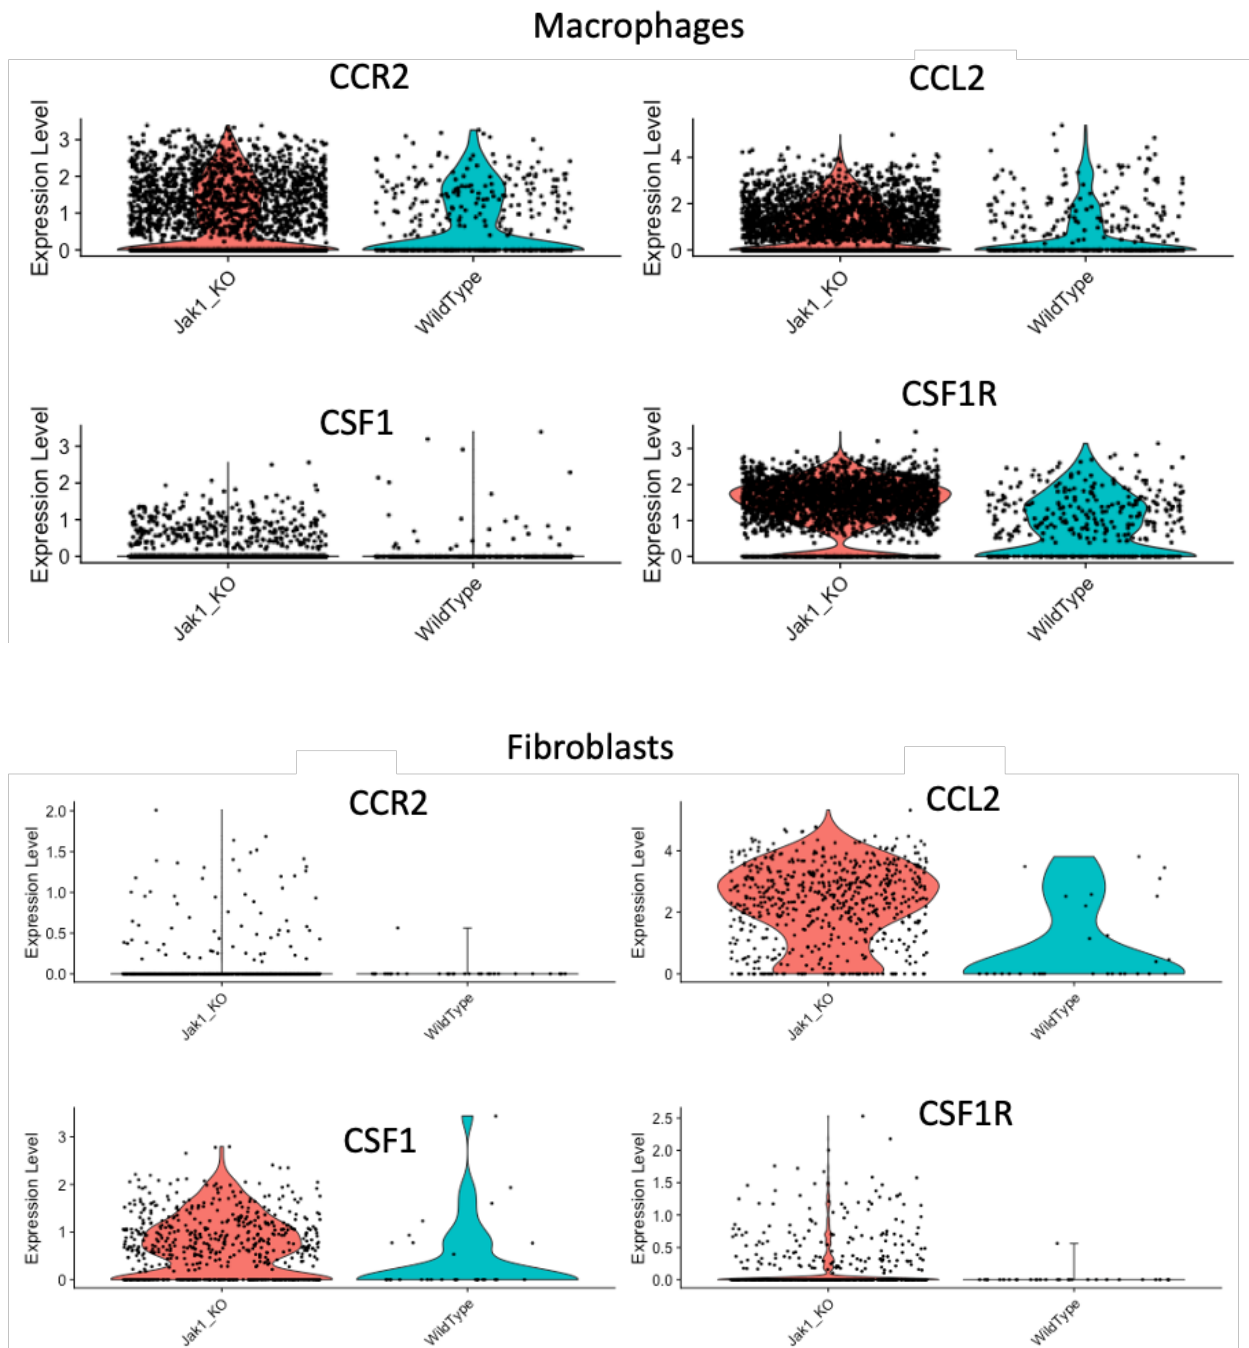 Macrophages
CCR2
CCL2
Expression Level
3
2
1
0
Jak1_KO
WildType
Expression Level
4
2
0
Jak1_KO
WildType
CSF1
CSF1R
Expression Level
3
2
1
0
Jak1_KO
WildType
Expression Level
3
2
1
0
Jak1_KO
WildType
Fibroblasts
CCR2
CCL2
Expression Level
2.0
1.5
1.0
0.5
0.0
Jak1_KO
WildType
Expression Level
4
2
0
Jak1_KO
WildType
CSF1
CSF1R
Expression Level
3
2
1
0
Jak1_KO
WildType
Expression Level
2.5
2.0
1.5
1.0
0.5
0.0
Jak1_KO
WildType